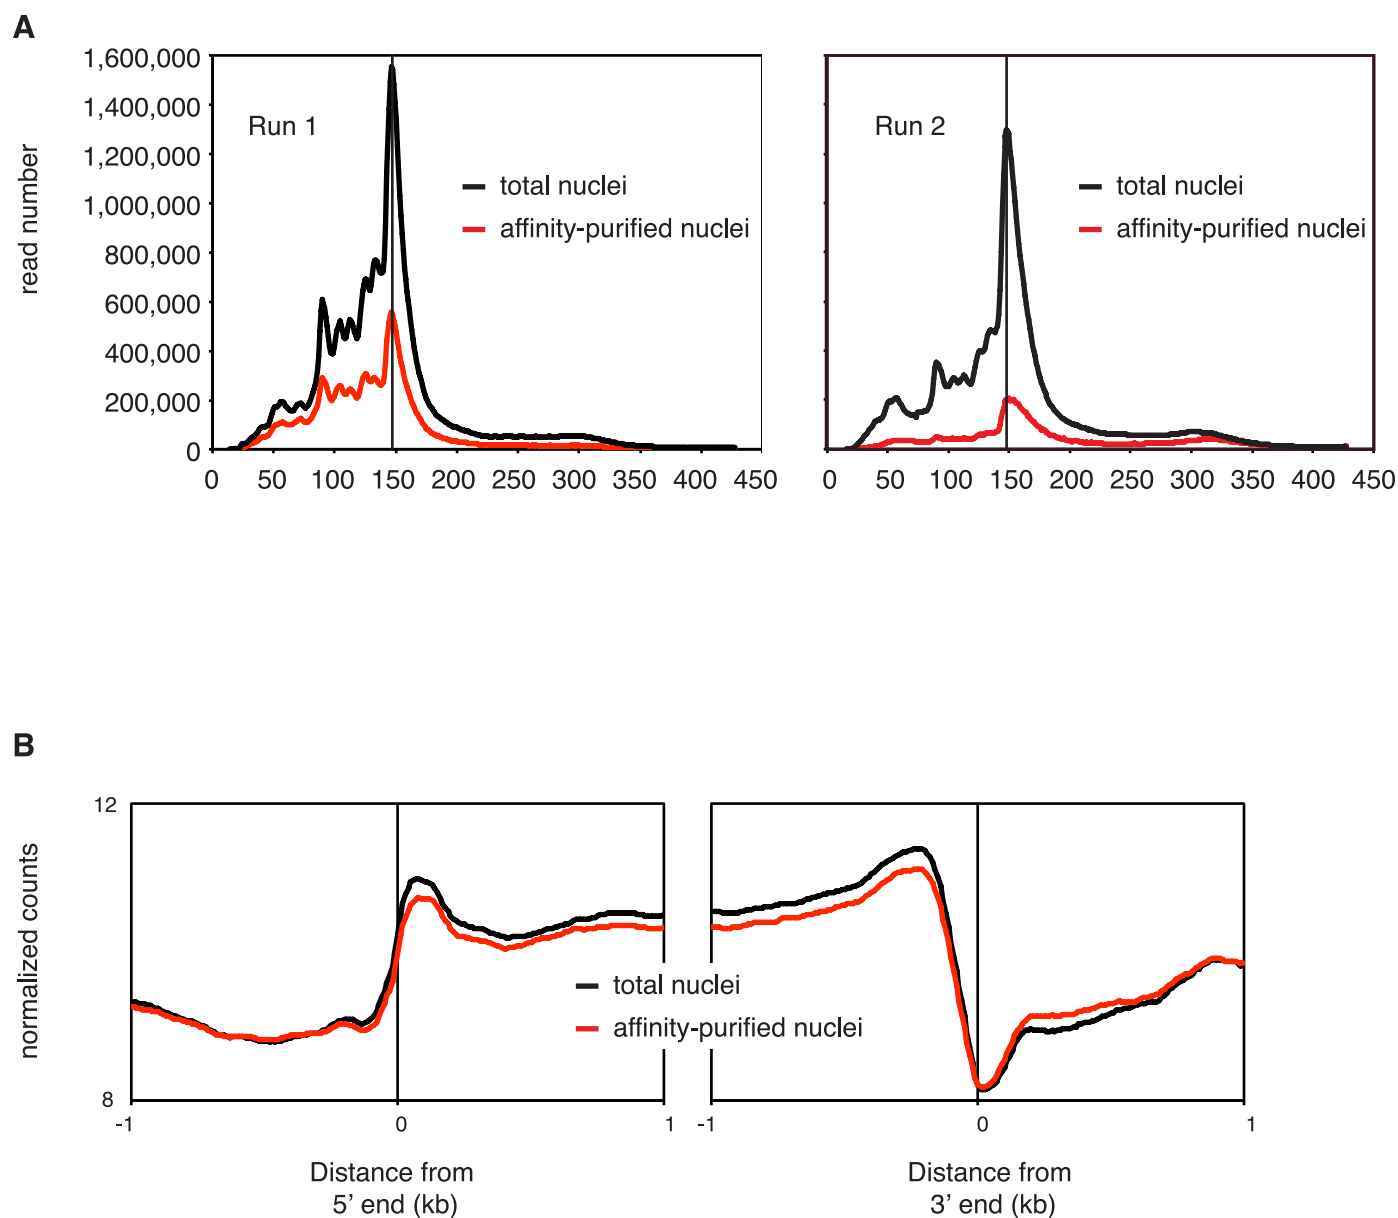 A
read number
1,600,000
1,400,000
1,200,000
1,000,000
800,000
600,000
400,000
200,000
0
Run 1
total nuclei
affinity-purified nuclei
0 50 100 150 200 250 300 350 400 450
Run 2
total nuclei
affinity-purified nuclei
0 50 100 150 200 250 300 350 400 450
B
normalized counts
12
8
total nuclei
affinity-purified nuclei
-1 0 1
Distance from
5’ end (kb)
-1 0 1
Distance from
3’ end (kb)